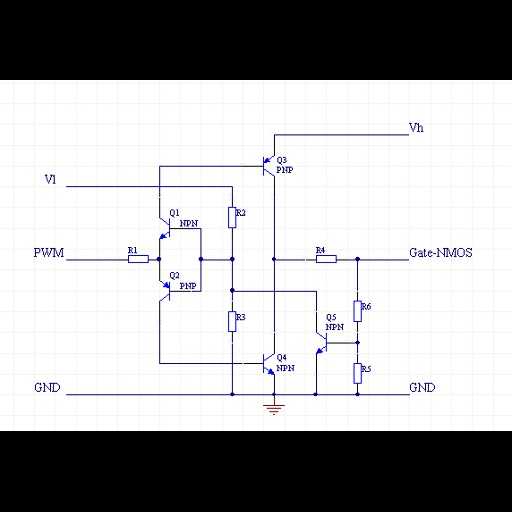 Vh
Q3
PNP
Vl
Q1
NPN
R2
PWM
R1
R4
Gate-NMOS
Q2
PNP
R6
R3
Q5
NPN
Q4
NPN
R5
GND
GND